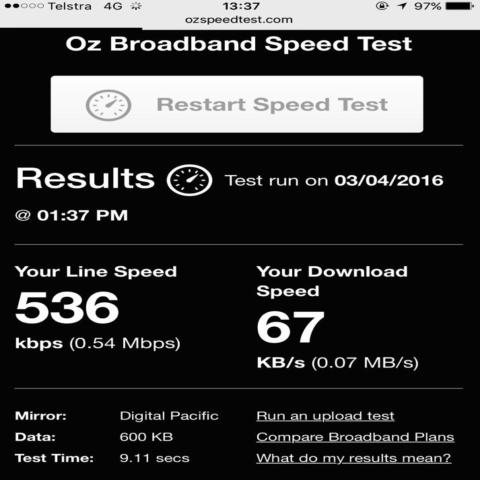 Telstra 4G 13:37 97%
ozspeedtest.com
Oz Broadband Speed Test
Restart Speed Test
Results Test run on 03/04/2016
@ 01:37 PM
Your Line Speed
536
kbps (0.54 Mbps)
Your Download
Speed
67
KB/s (0.07 MB/s)
Mirror: Digital Pacific Run an upload test
Data: 600 KB Compare Broadband Plans
Test Time: 9.11 secs What do my results mean?